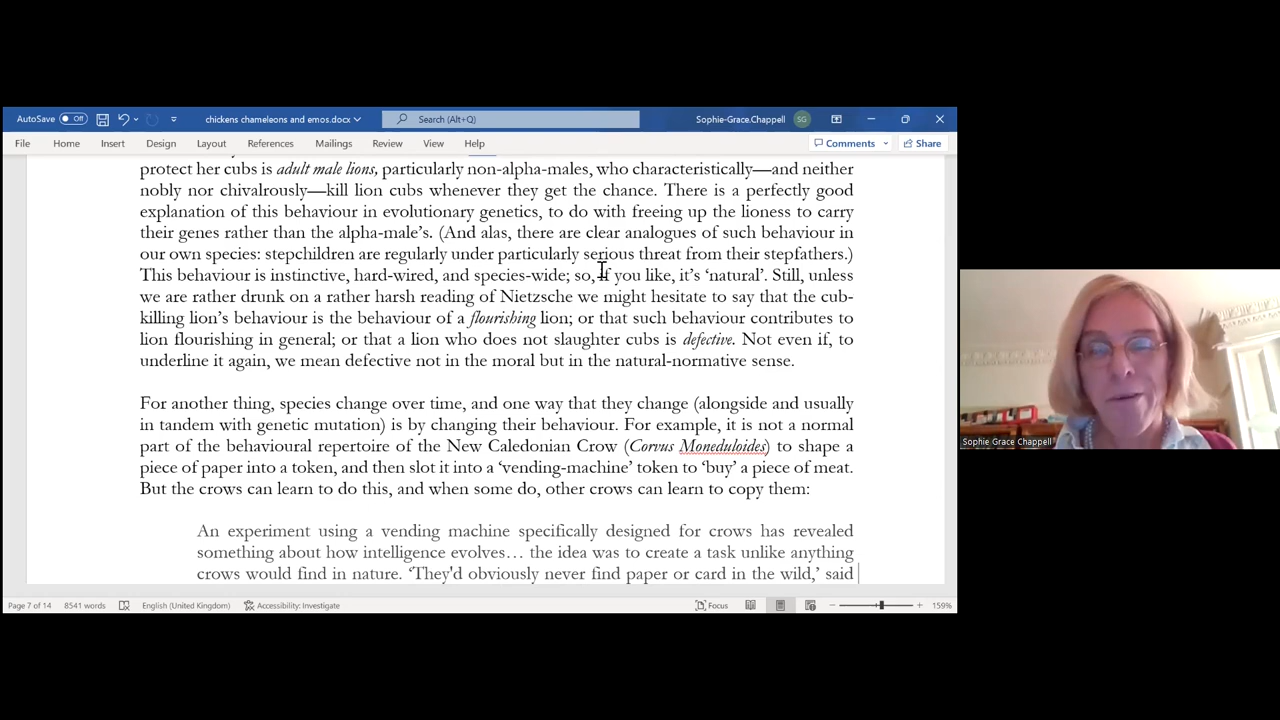 AutoSave Off chickens chameleons and emos.docx Search (Alt+Q) Sophie-Grace.Chappell SG
File Home Insert Design Layout References Mailings Review View Help Comments Share
protect her cubs is adult male lions, particularly non-alpha-males, who characteristically—and neither
nobly nor chivalrously—kill lion cubs whenever they get the chance. There is a perfectly good
explanation of this behaviour in evolutionary genetics, to do with freeing up the lioness to carry
their genes rather than the alpha-male’s. (And alas, there are clear analogues of such behaviour in
our own species: stepchildren are regularly under particularly serious threat from their stepfathers.)
This behaviour is instinctive, hard-wired, and species-wide; so, if you like, it’s ‘natural’. Still, unless
we are rather drunk on a rather harsh reading of Nietzsche we might hesitate to say that the cub-
killing lion’s behaviour is the behaviour of a flourishing lion; or that such behaviour contributes to
lion flourishing in general; or that a lion who does not slaughter cubs is defective. Not even if, to
underline it again, we mean defective not in the moral but in the natural-normative sense.
For another thing, species change over time, and one way that they change (alongside and usually
in tandem with genetic mutation) is by changing their behaviour. For example, it is not a normal
part of the behavioural repertoire of the New Caledonian Crow (Corvus Moneduloides) to shape a
piece of paper into a token, and then slot it into a ‘vending-machine’ token to ‘buy’ a piece of meat.
But the crows can learn to do this, and when some do, other crows can learn to copy them:
An experiment using a vending machine specifically designed for crows has revealed
something about how intelligence evolves… the idea was to create a task unlike anything
crows would find in nature. ‘They'd obviously never find paper or card in the wild,’ said
Page 7 of 14 8541 words English (United Kingdom) Accessibility: Investigate Focus 159%
Sophie Grace Chappell